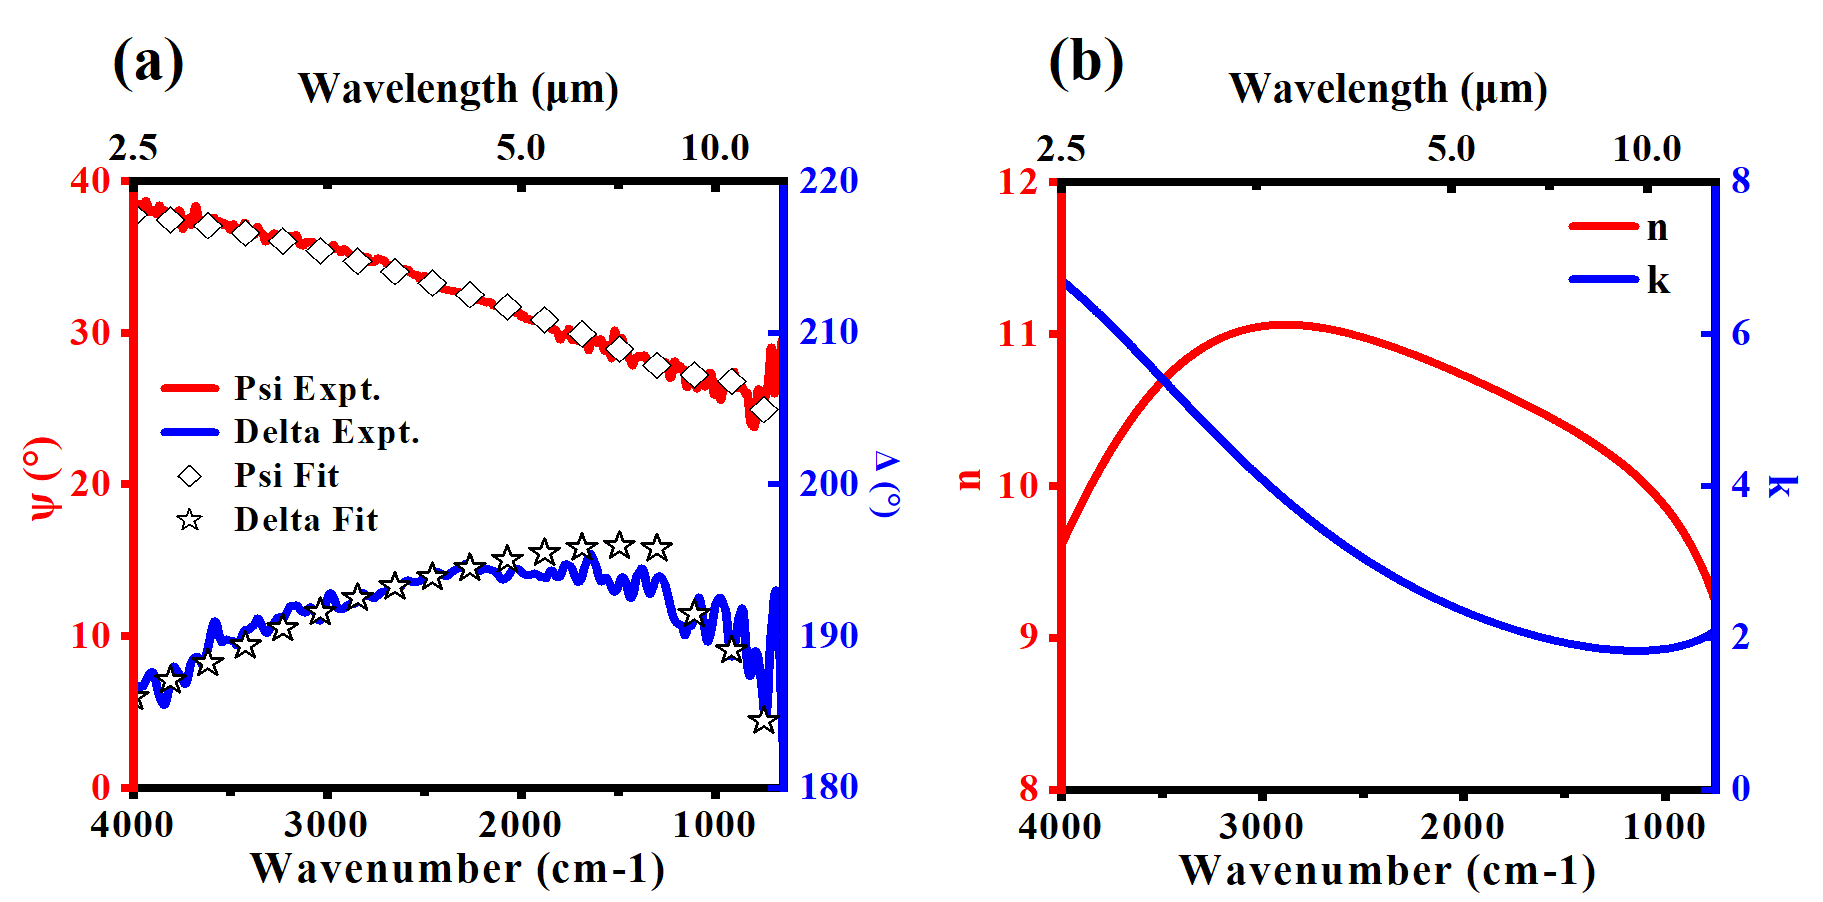 (a)
Wavelength (μm)
2.5 5.0 10.0
40 30 20 10 0
ψ (°)
220 210 200 190 180
Δ (°)
Psi Expt.
Delta Expt.
Psi Fit
Delta Fit
4000 3000 2000 1000
Wavenumber (cm-1)
(b)
Wavelength (μm)
2.5 5.0 10.0
12 11 10 9 8
n
8 6 4 2 0
k
n
k
4000 3000 2000 1000
Wavenumber (cm-1)